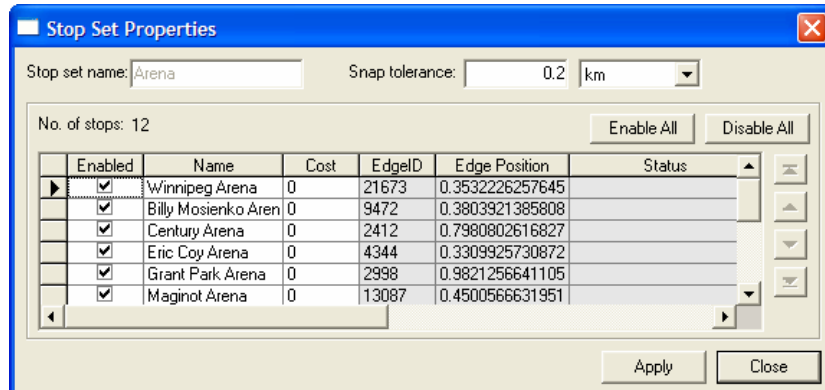 Stop Set Properties
Stop set name: Arena Snap tolerance: 0.2 km
No. of stops: 12 Enable All Disable All
Enabled Name Cost EdgeID Edge Position Status
Winnipeg Arena 0 21673 0.3532226257645
Billy Mosienko Aren 0 9472 0.3803921385808
Century Arena 0 2412 0.7980802616827
Eric Coy Arena 0 4344 0.3309925730872
Grant Park Arena 0 2998 0.9821256641105
Maginot Arena 0 13087 0.4500566631951
Apply Close